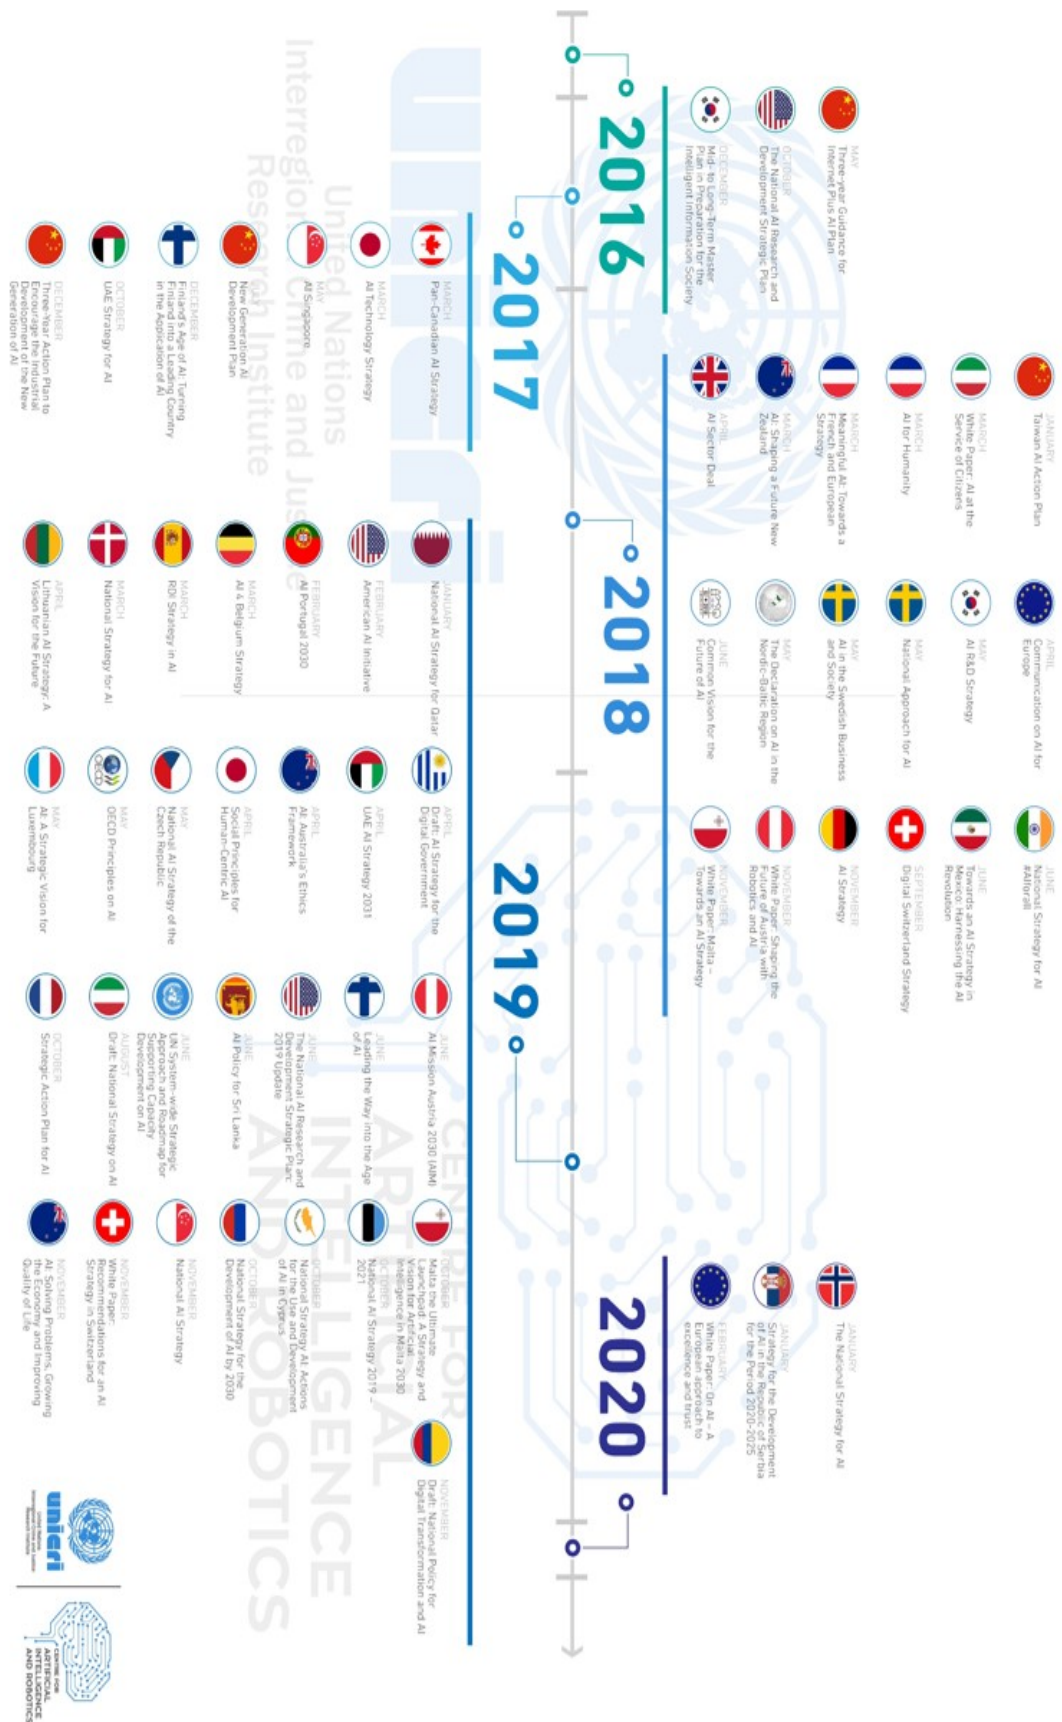 2016
MAY
Three-year Guidance for
Internet Plus AI Plan
OCTOBER
The National AI Research and
Development Strategic Plan
DECEMBER
Mid- to Long-Term Master
Plan in Preparation for the
Intelligent Information Society
2017
MARCH
Pan-Canadian AI Strategy
MARCH
AI Technology Strategy
MAY
AI Singapore
New Generation AI
Development Plan
DECEMBER
Finland's Age of AI: Turning
Finland into a Leading Country
in the Application of AI
OCTOBER
UAE Strategy for AI
DECEMBER
Three-Year Action Plan to
Encourage the Industrial
Development of the New
Generation of AI
2018
JANUARY
Taiwan AI Action Plan
MARCH
White Paper: AI at the
Service of Citizens
MARCH
AI for Humanity
MARCH
Meaningful AI: Towards a
French and European
Strategy
MARCH
AI: Shaping a Future New
Zealand
APRIL
AI Sector Deal
APRIL
Communication on AI for
Europe
MAY
AI R&D Strategy
MAY
National Approach for AI
MAY
AI in the Swedish Business
and Society
MAY
The Declaration on AI in the
Nordic-Baltic Region
JUNE
Common Vision for the
Future of AI
JUNE
National Strategy for AI
#AIforall
JUNE
Towards an AI Strategy in
Mexico: Harnessing the AI
Revolution
SEPTEMBER
Digital Switzerland Strategy
NOVEMBER
AI Strategy
NOVEMBER
White Paper: Shaping the
Future of Austria with
Robotics and AI
NOVEMBER
White Paper: Malta –
Towards an AI Strategy
2019
JANUARY
National AI Strategy for Qatar
FEBRUARY
American AI Initiative
FEBRUARY
AI Portugal 2030
MARCH
AI 4 Belgium Strategy
MARCH
RDI Strategy in AI
MARCH
National Strategy for AI
APRIL
Lithuanian AI Strategy: A
Vision for the Future
APRIL
Draft: AI Strategy for the
Digital Government
APRIL
UAE AI Strategy 2031
APRIL
AI: Australia's Ethics
Framework
APRIL
Social Principles for
Human-Centric AI
MAY
National AI Strategy of the
Czech Republic
MAY
OECD
OECD Principles on AI
MAY
AI: A Strategic Vision for
Luxembourg
JUNE
AI Mission Austria 2030 (AIM)
JUNE
Leading the Way into the Age
of AI
JUNE
The National AI Research and
Development Strategic Plan:
2019 Update
JUNE
AI Policy for Sri Lanka
JUNE
UN System-wide Strategic
Approach and Roadmap for
Supporting Capacity
Development on AI
AUGUST
Draft: National Strategy on AI
OCTOBER
Strategic Action Plan for AI
OCTOBER
Malta the Ultimate
Launchpad: A Strategy and
Vision for Artificial
Intelligence in Malta 2030
OCTOBER
National AI Strategy 2019 –
2021
OCTOBER
National Strategy AI: Actions
for the Use and Development
of AI in Cyprus
OCTOBER
National Strategy for the
Development of AI by 2030
NOVEMBER
National AI Strategy
NOVEMBER
White Paper:
Recommendations for an AI
Strategy in Switzerland
NOVEMBER
AI: Solving Problems, Growing
the Economy and Improving
Quality of Life
NOVEMBER
Draft: National Policy for
Digital Transformation and AI
2020
JANUARY
The National Strategy for AI
JANUARY
Strategy for the Development
of AI in the Republic of Serbia
for the Period 2020-2025
FEBRUARY
White Paper: On AI – A
European approach to
excellence and trust
unicri
United Nations
Interregional Crime and Justice
Research Institute
CENTRE FOR
ARTIFICIAL
INTELLIGENCE
AND ROBOTICS
unicri
United Nations
Interregional Crime and Justice
Research Institute
CENTRE FOR
ARTIFICIAL
INTELLIGENCE
AND ROBOTICS